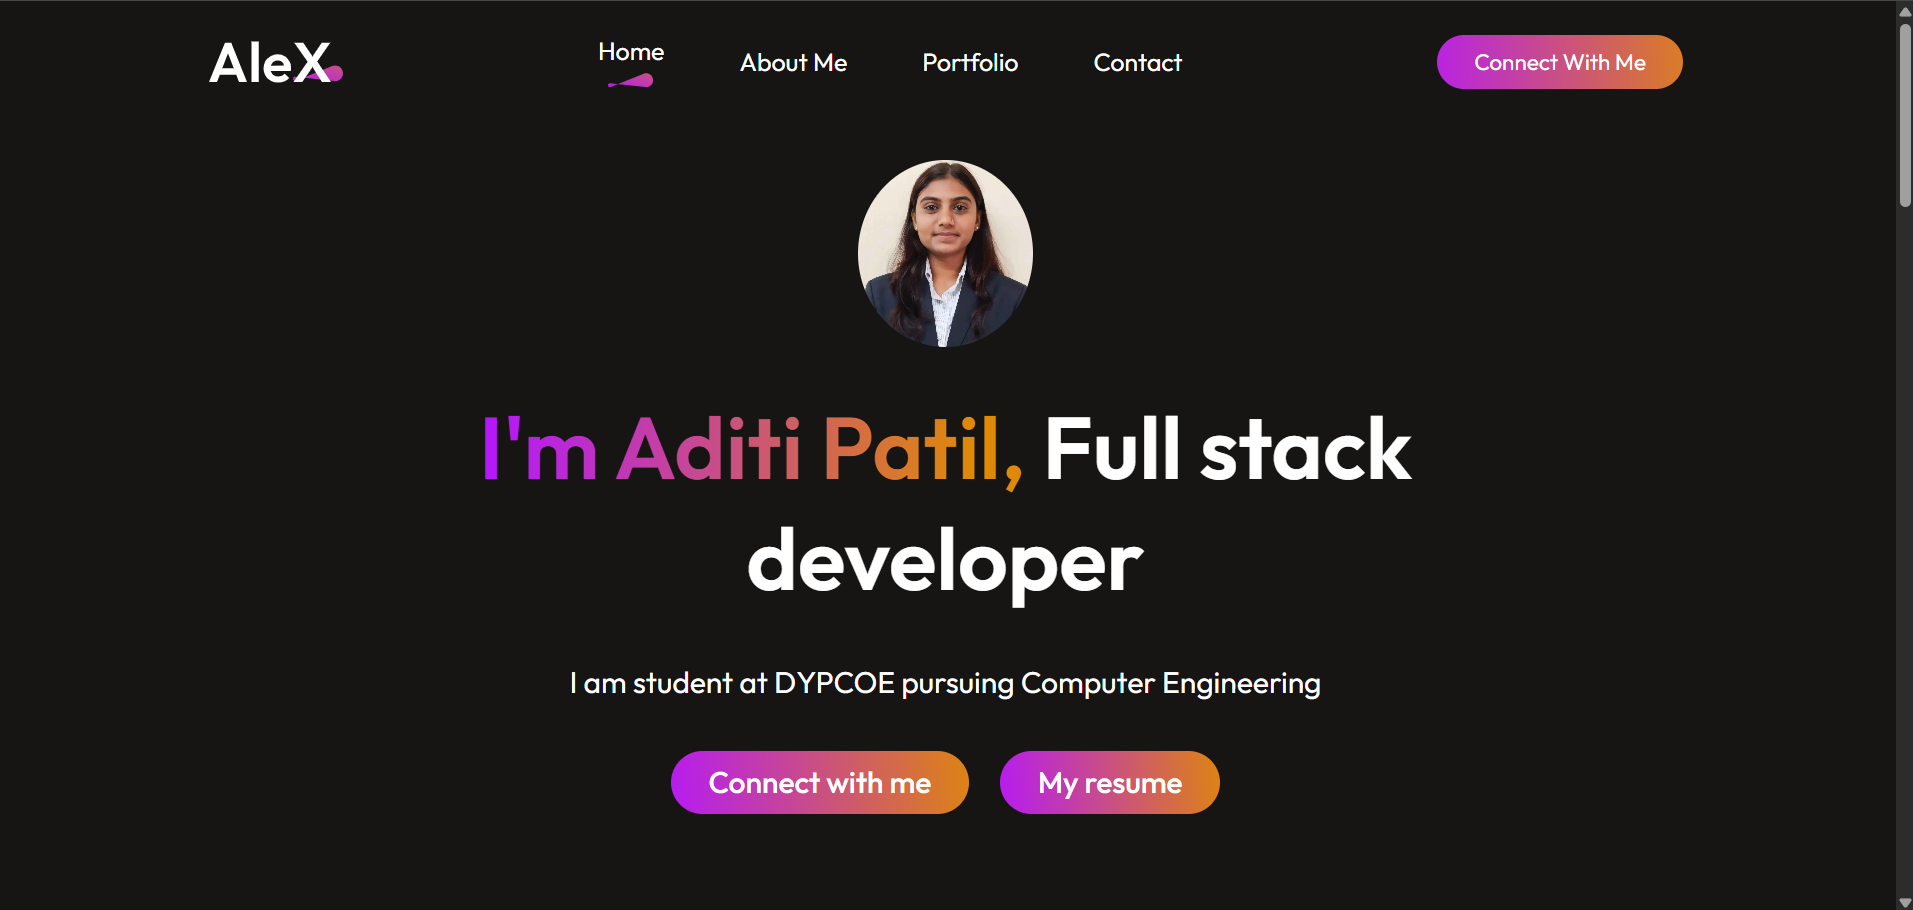 AleX
Home
About Me
Portfolio
Contact
Connect With Me
I'm Aditi Patil, Full stack
developer
I am student at DYPCOE pursuing Computer Engineering
Connect with me
My resume